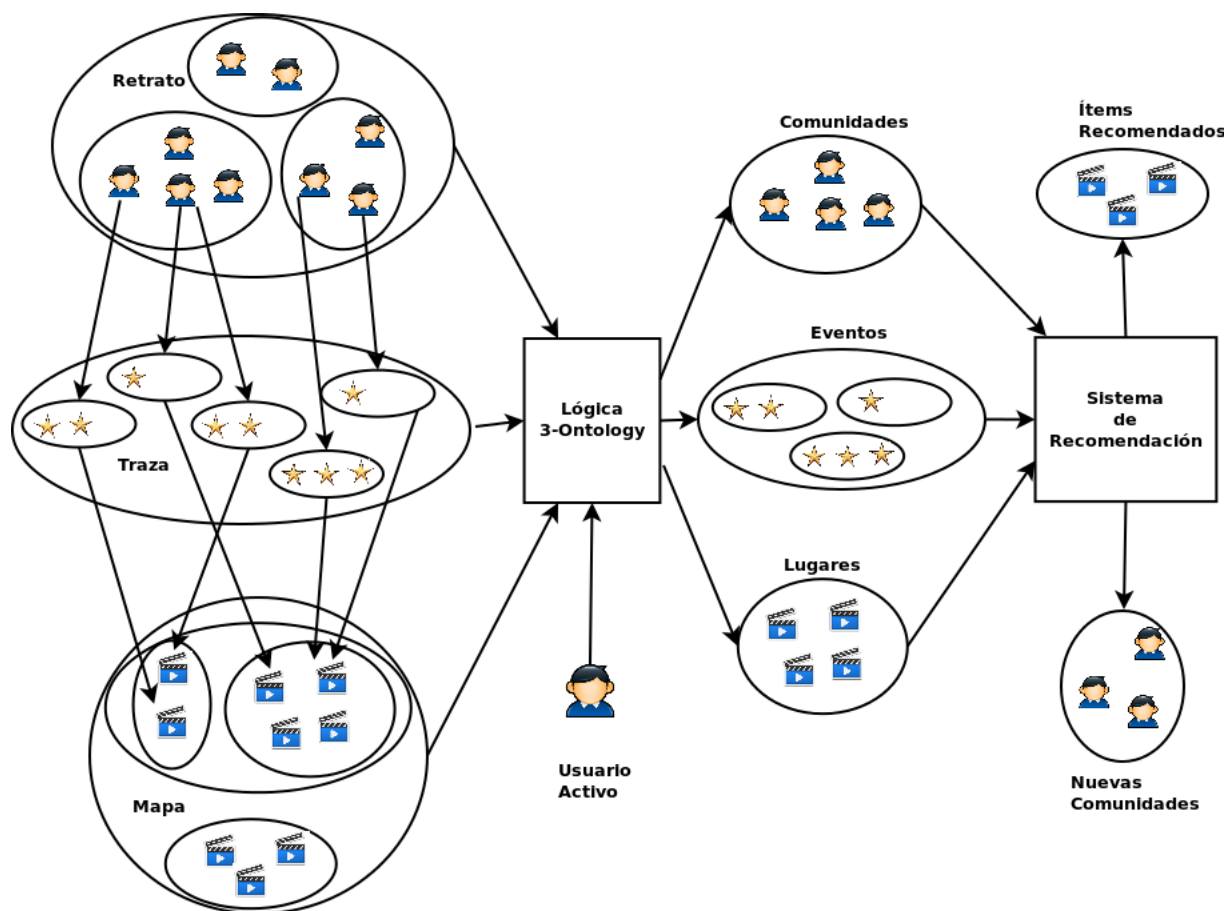 Retrato
Comunidades
Ítems
Recomendados
Eventos
Lógica
3-Ontology
Sistema
de
Recomendación
Traza
Lugares
Usuario
Activo
Mapa
Nuevas
Comunidades